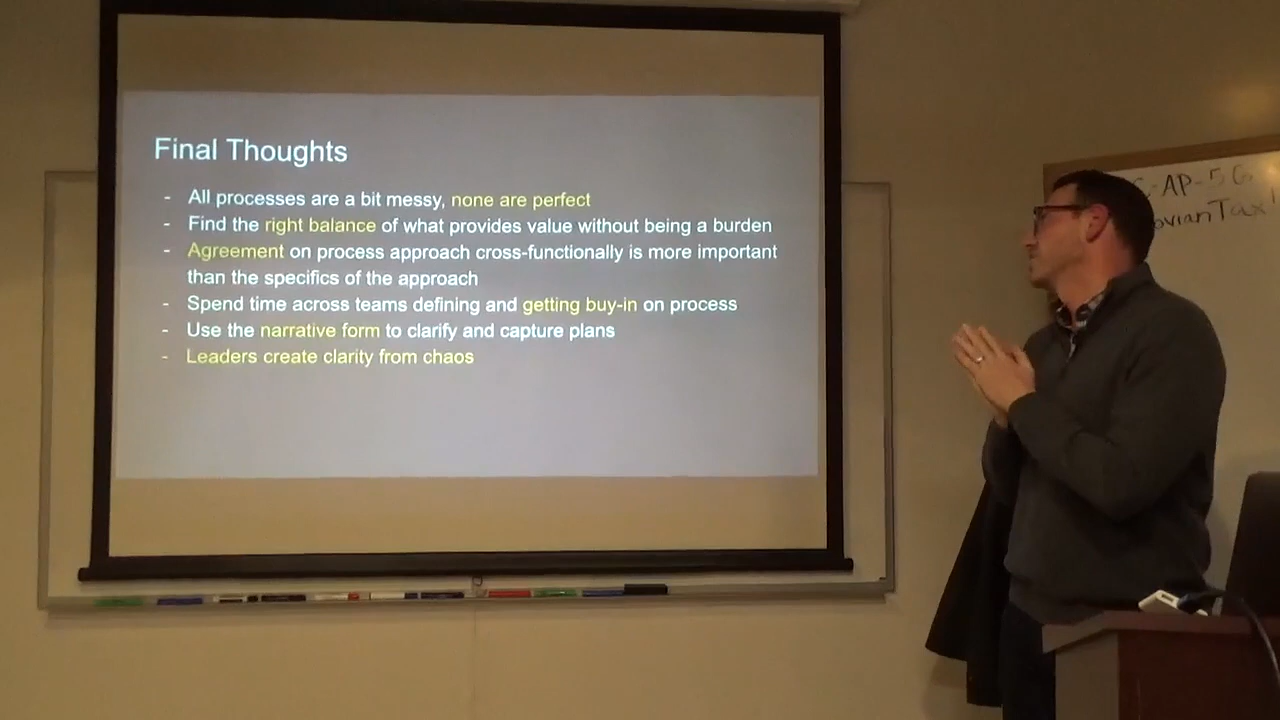 Final Thoughts
- All processes are a bit messy, none are perfect
- Find the right balance of what provides value without being a burden
- Agreement on process approach cross-functionally is more important
than the specifics of the approach
- Spend time across teams defining and getting buy-in on process
- Use the narrative form to clarify and capture plans
- Leaders create clarity from chaos
-AP-5G
ovianTax